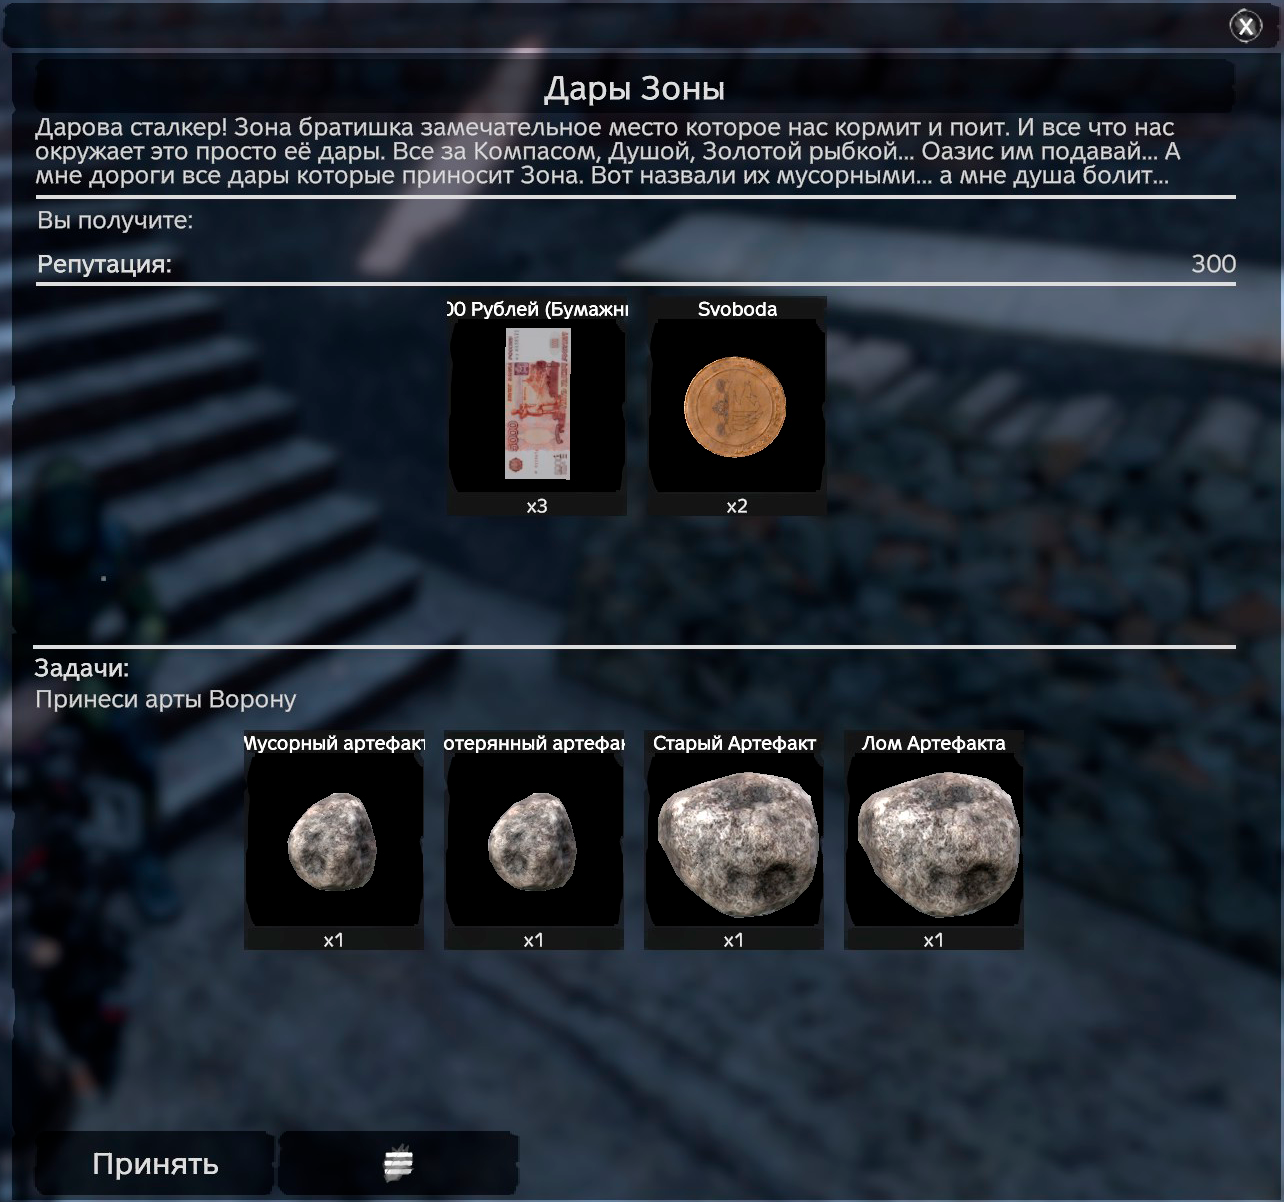 X
Дары Зоны
Дарова сталкер! Зона братишка замечательное место которое нас кормит и поит. И все что нас
окружает это просто её дары. Все за Компасом, Душой, Золотой рыбкой... Оазис им подавай... А
мне дороги все дары которые приносит Зона. Вот назвали их мусорными... а мне душа болит...
Вы получите:
Репутация: 300
00 Рублей (Бумажн Svoboda
x3 x2
Задачи:
Принеси арты Ворону
Мусорный артефакт отерянный артефак Старый Артефакт Лом Артефакта
x1 x1 x1 x1
Принять